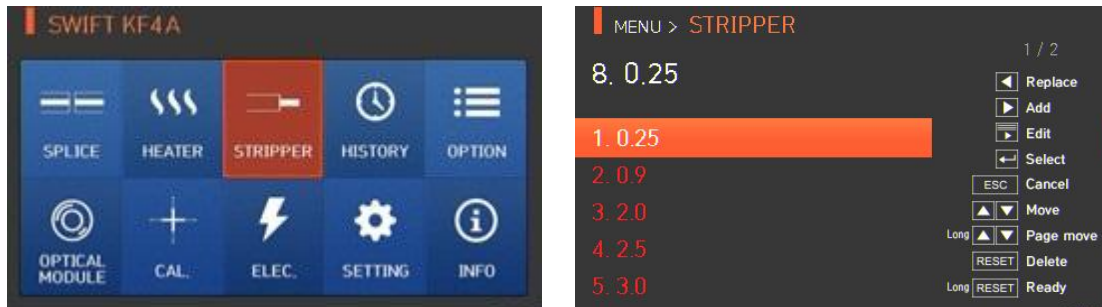 SWIFT KF4A
SPLICE
HEATER
STRIPPER
HISTORY
OPTION
OPTICAL
MODULE
CAL.
ELEC.
SETTING
INFO
MENU > STRIPPER
1 / 2
8. 0.25
1. 0.25
2. 0.9
3. 2.0
4. 2.5
5. 3.0
Replace
Add
Edit
Select
ESC Cancel
Move
Long Page move
RESET Delete
Long RESET Ready